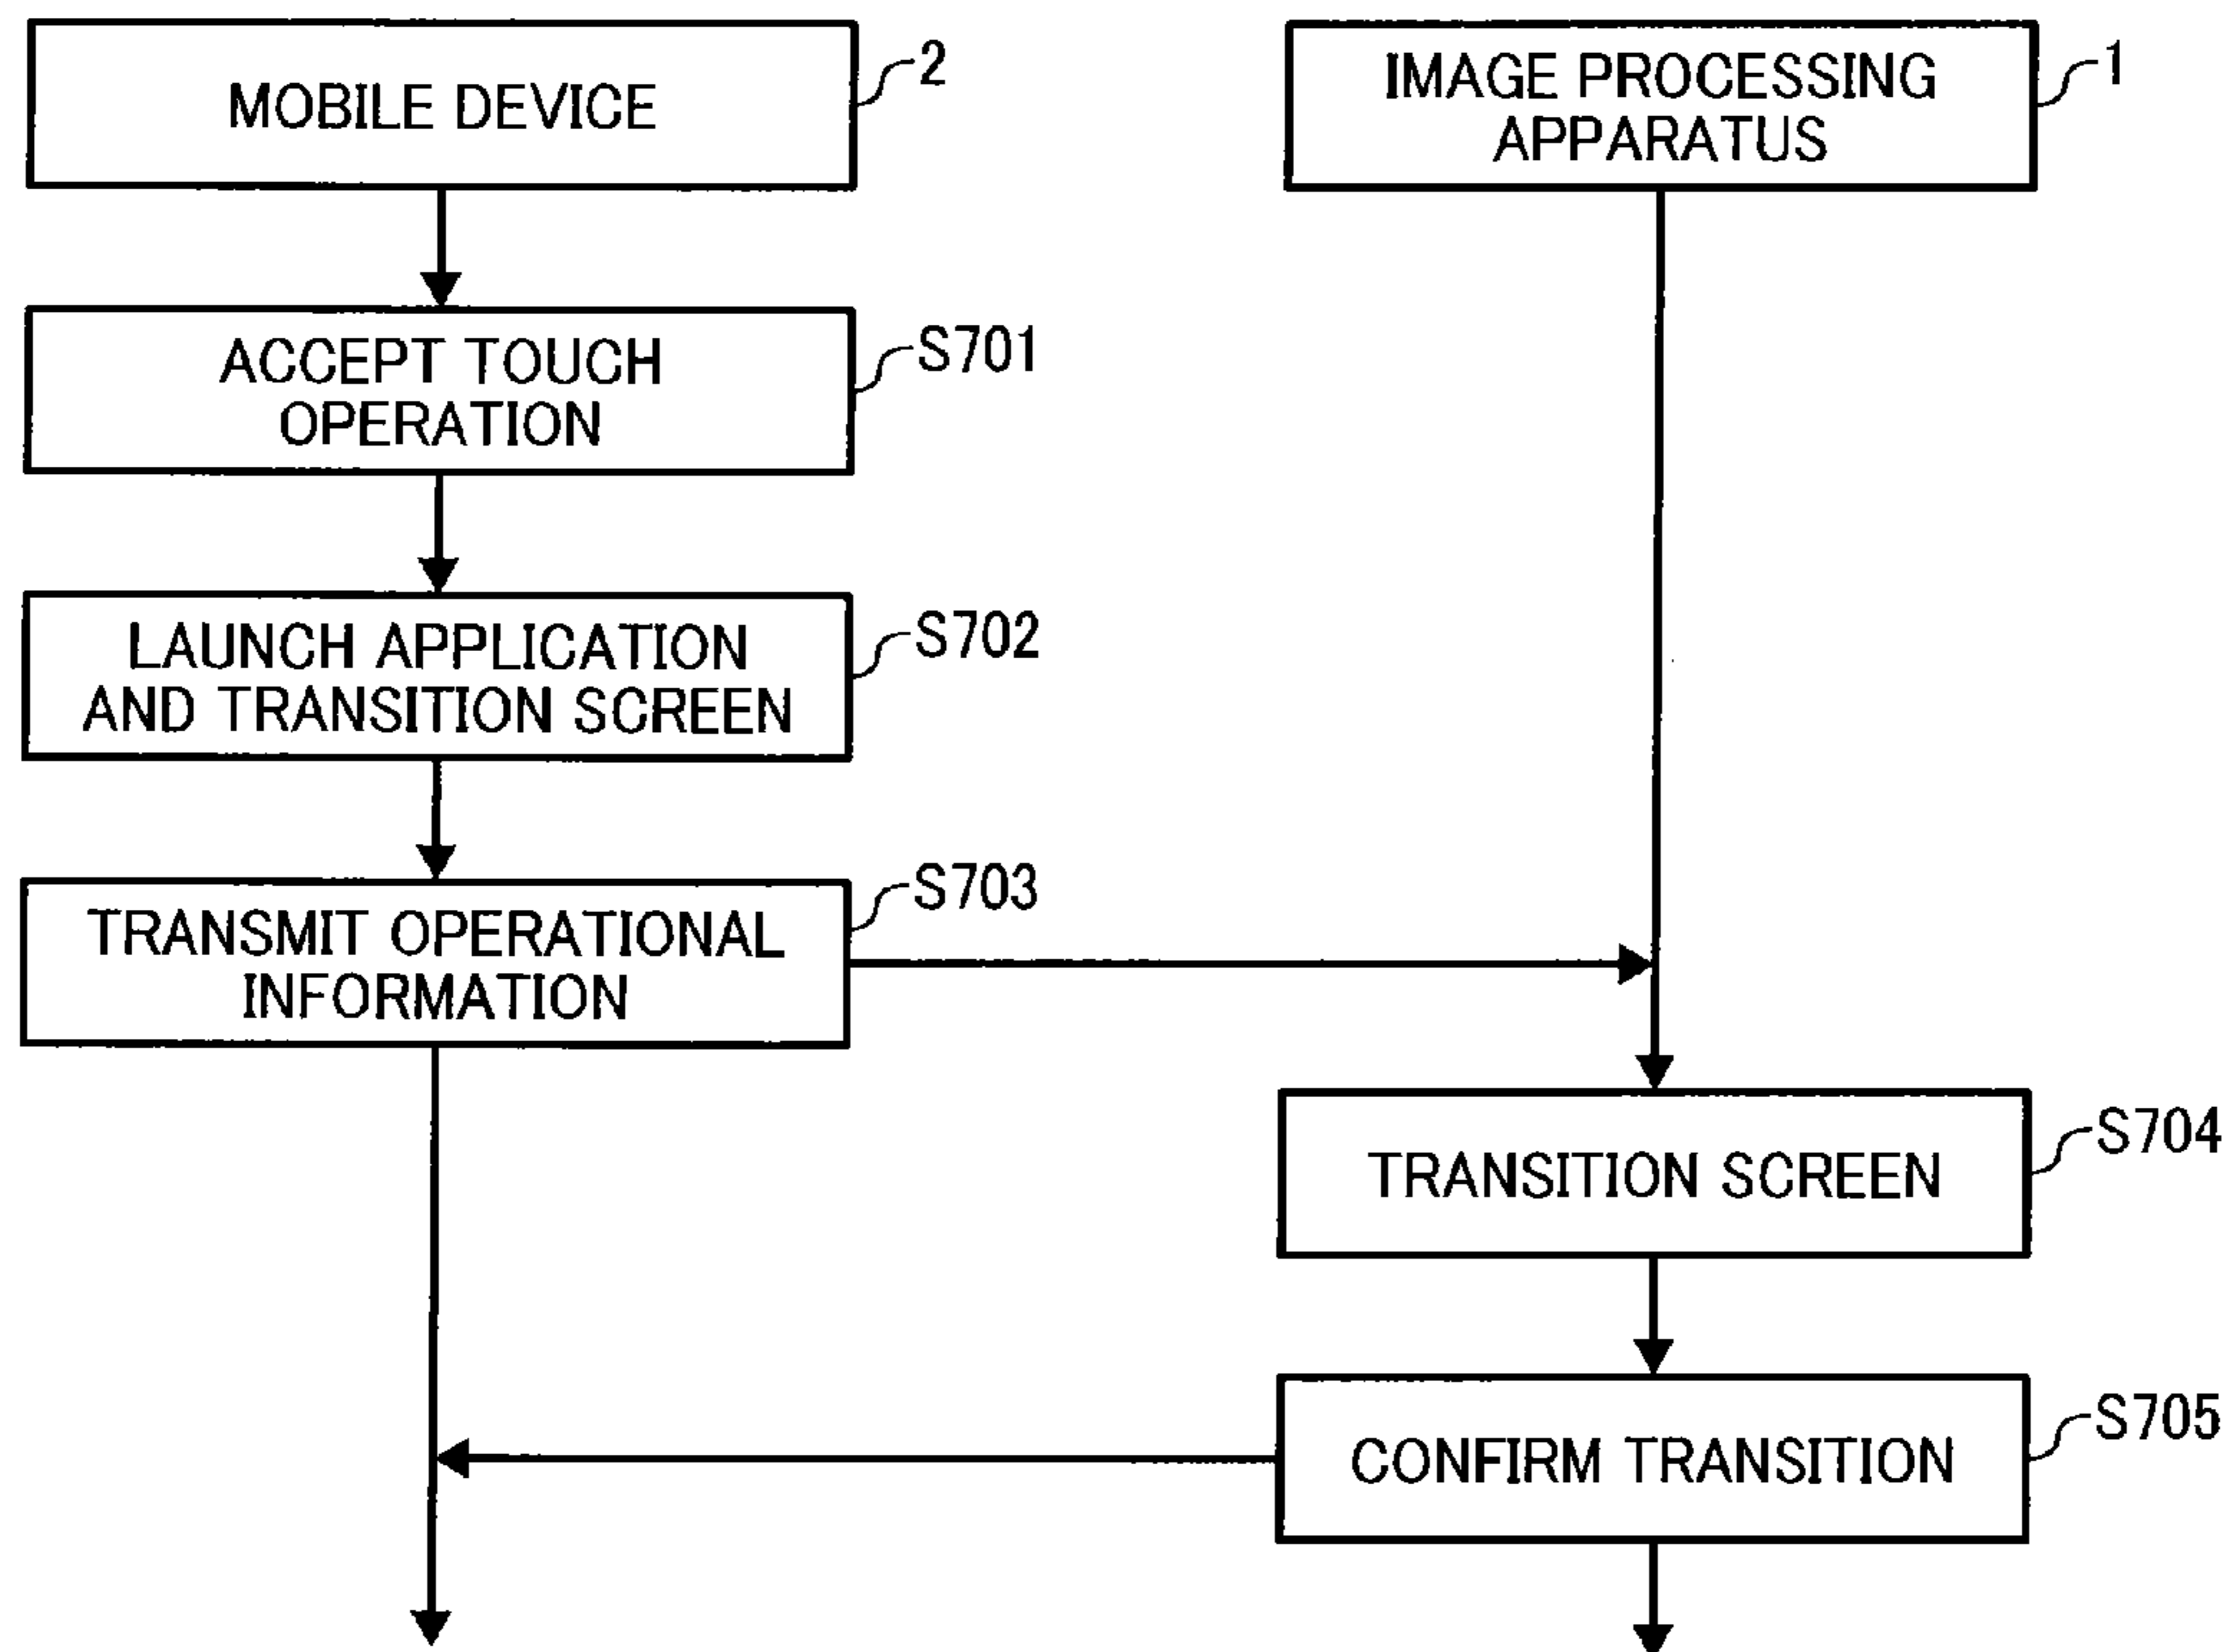 MOBILE DEVICE
2
IMAGE PROCESSING
APPARATUS
1
ACCEPT TOUCH
OPERATION
S701
LAUNCH APPLICATION
AND TRANSITION SCREEN
S702
TRANSMIT OPERATIONAL
INFORMATION
S703
TRANSITION SCREEN
S704
CONFIRM TRANSITION
S705